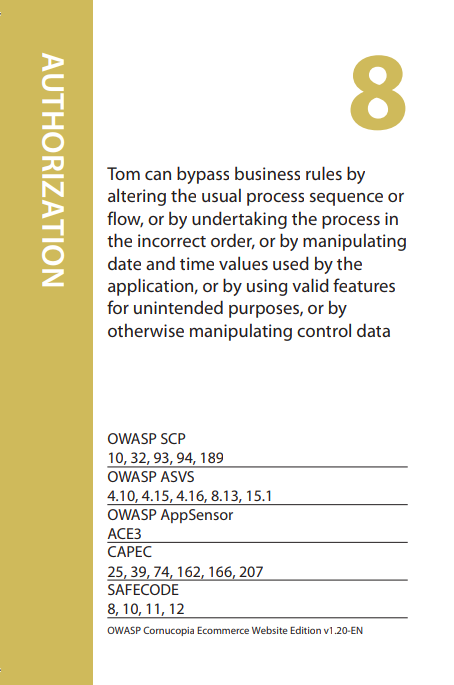 AUTHORIZATION
8
Tom can bypass business rules by
altering the usual process sequence or
flow, or by undertaking the process in
the incorrect order, or by manipulating
date and time values used by the
application, or by using valid features
for unintended purposes, or by
otherwise manipulating control data
OWASP SCP
10, 32, 93, 94, 189
OWASP ASVS
4.10, 4.15, 4.16, 8.13, 15.1
OWASP AppSensor
ACE3
CAPEC
25, 39, 74, 162, 166, 207
SAFECODE
8, 10, 11, 12
OWASP Cornucopia Ecommerce Website Edition v1.20-EN